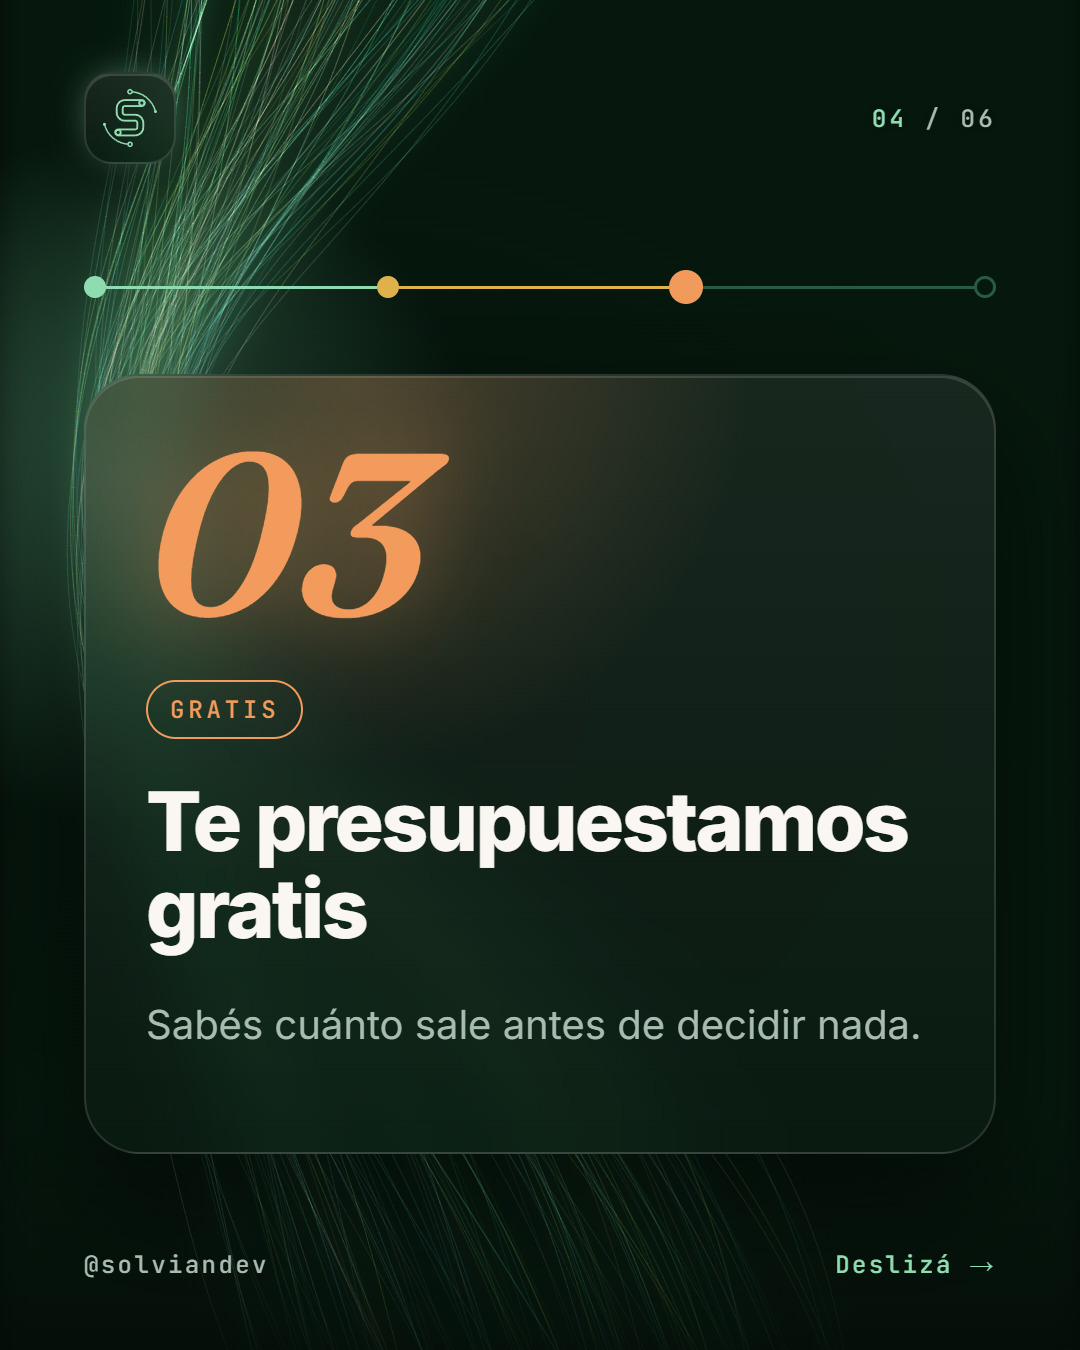 04 / 06
03
GRATIS
Te presupuestamos
gratis
Sabés cuánto sale antes de decidir nada.
@solviandev
Deslizá →